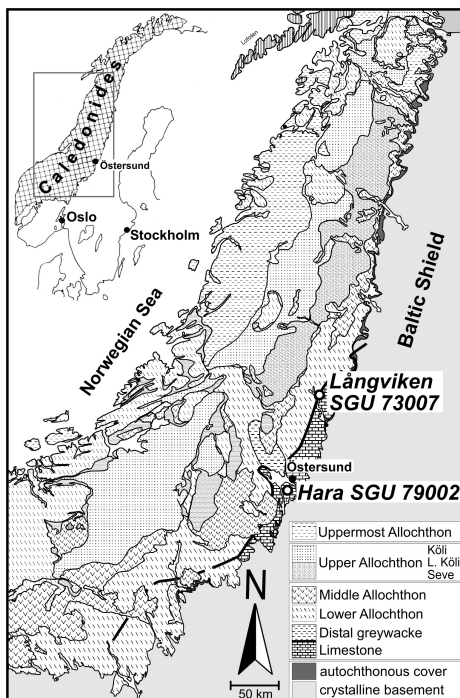 Lofoten
Caledonides
Östersund
Oslo
Stockholm
Norwegian Sea
Baltic Shield
Långviken
SGU 73007
Östersund
Hara SGU 79002
Uppermost Allochthon
Köli
Upper Allochthon L. Köli
Seve
Middle Allochthon
Lower Allochthon
Distal greywacke
Limestone
autochthonous cover
crystalline basement
N
50 km